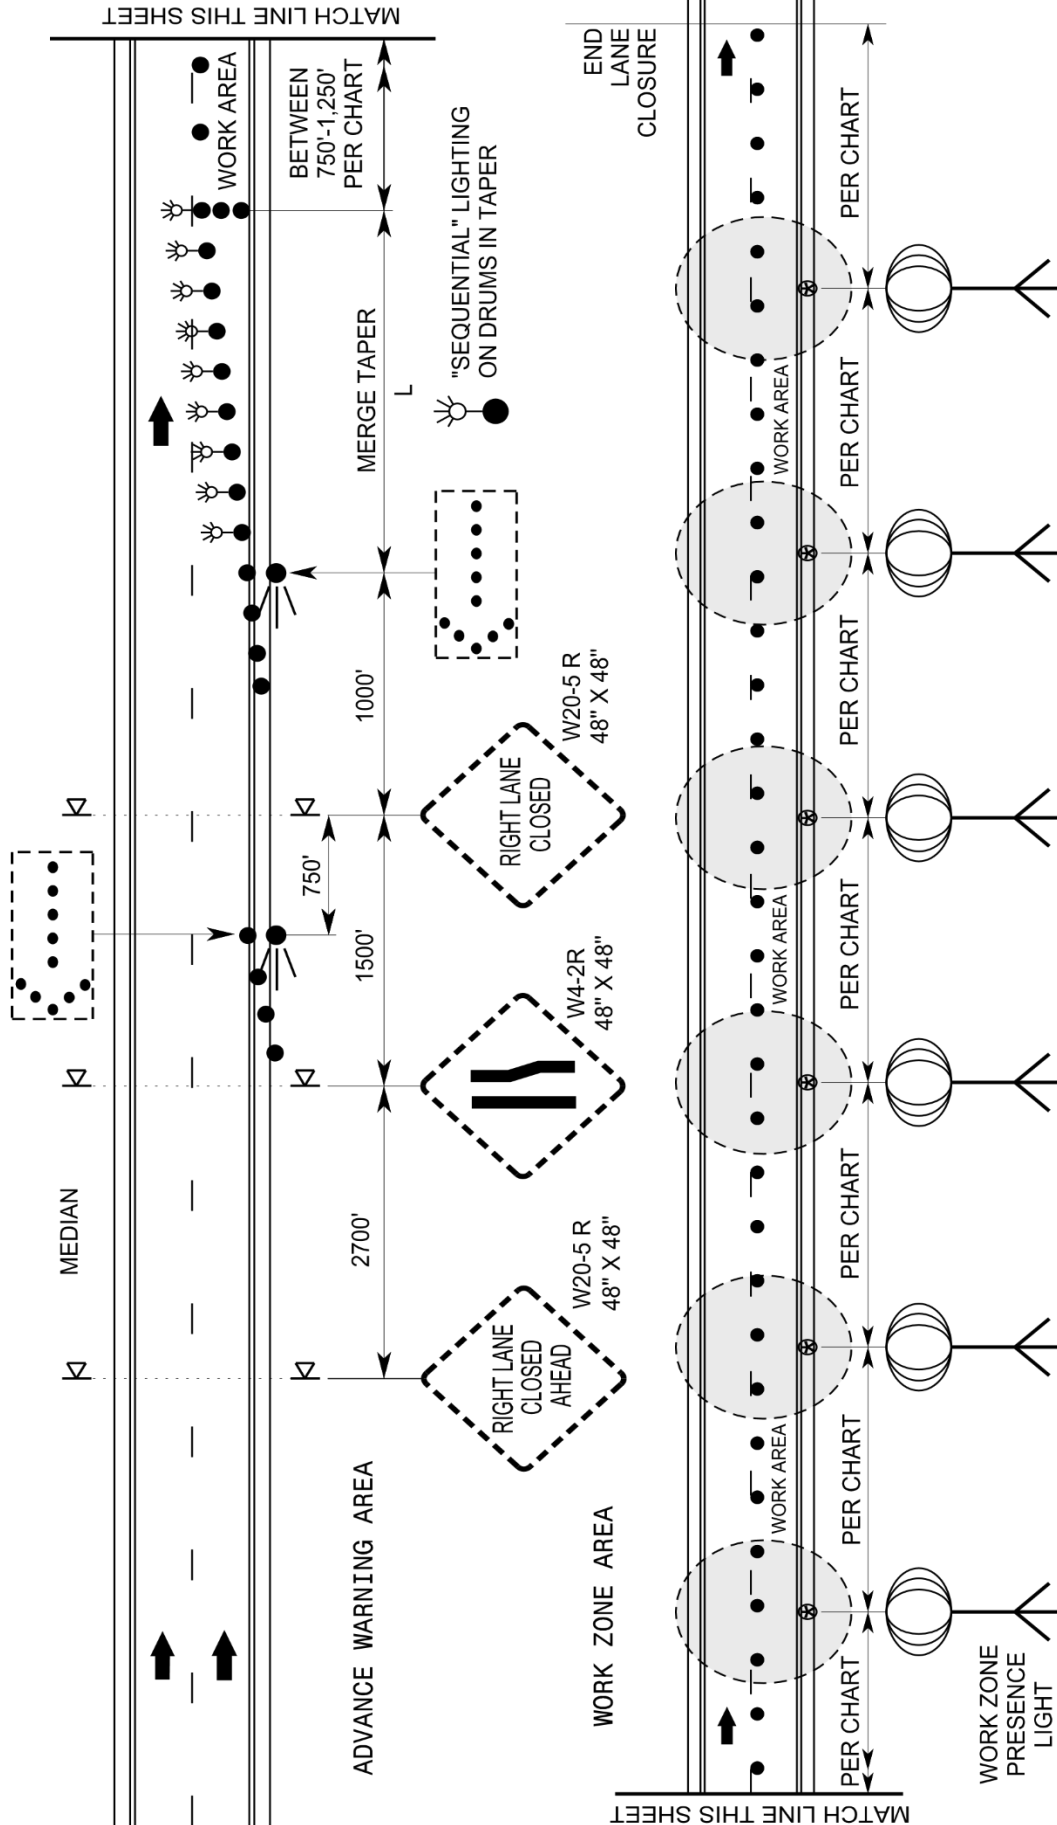 MEDIAN
750'
2700'
1500'
1000'
MERGE TAPER
L
BETWEEN
750'-1,250'
PER CHART
WORK AREA
MATCH LINE THIS SHEET
ADVANCE WARNING AREA
RIGHT LANE
CLOSED
AHEAD
W20-5 R
48" X 48"
W4-2R
48" X 48"
RIGHT LANE
CLOSED
W20-5 R
48" X 48"
"SEQUENTIAL" LIGHTING
ON DRUMS IN TAPER
WORK ZONE AREA
MATCH LINE THIS SHEET
WORK AREA
WORK AREA
WORK AREA
END
LANE
CLOSURE
PER CHART
PER CHART
PER CHART
PER CHART
PER CHART
PER CHART
PER CHART
WORK ZONE
PRESENCE
LIGHT